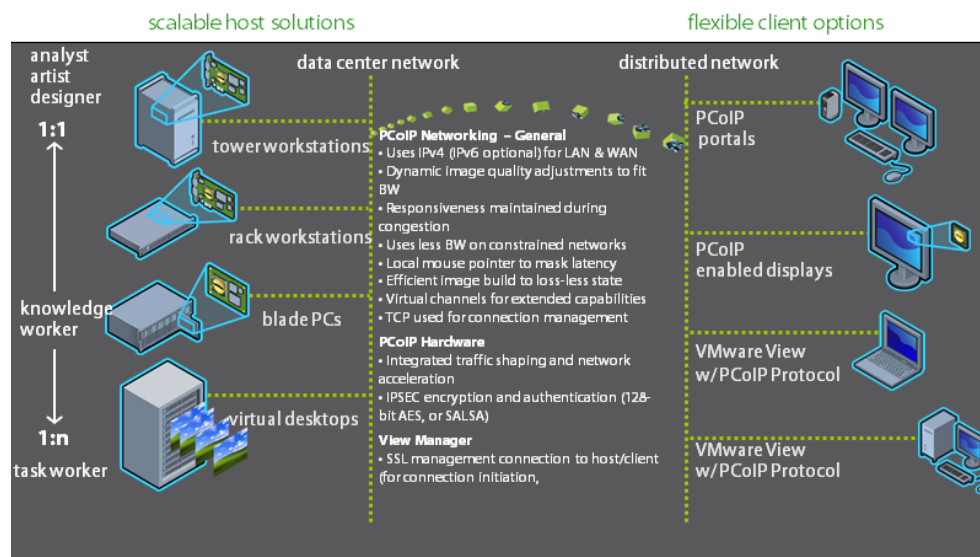 scalable host solutions
flexible client options
analyst
artist
designer
1:1
knowledge
worker
1:n
task worker
data center network
distributed network
tower workstations
rack workstations
blade PCs
virtual desktops
PCoIP Networking – General
• Uses IPv4 (IPv6 optional) for LAN & WAN
• Dynamic image quality adjustments to fit
BW
• Responsiveness maintained during
congestion
• Uses less BW on constrained networks
• Local mouse pointer to mask latency
• Efficient image build to loss-less state
• Virtual channels for extended capabilities
• TCP used for connection management
PCoIP Hardware
• Integrated traffic shaping and network
acceleration
• IPSEC encryption and authentication (128-
bit AES, or SALSA)
View Manager
• SSL management connection to host/client
(for connection initiation,
PCoIP
portals
PCoIP
enabled displays
VMware View
w/ PCoIP Protocol
VMware View
w/ PCoIP Protocol